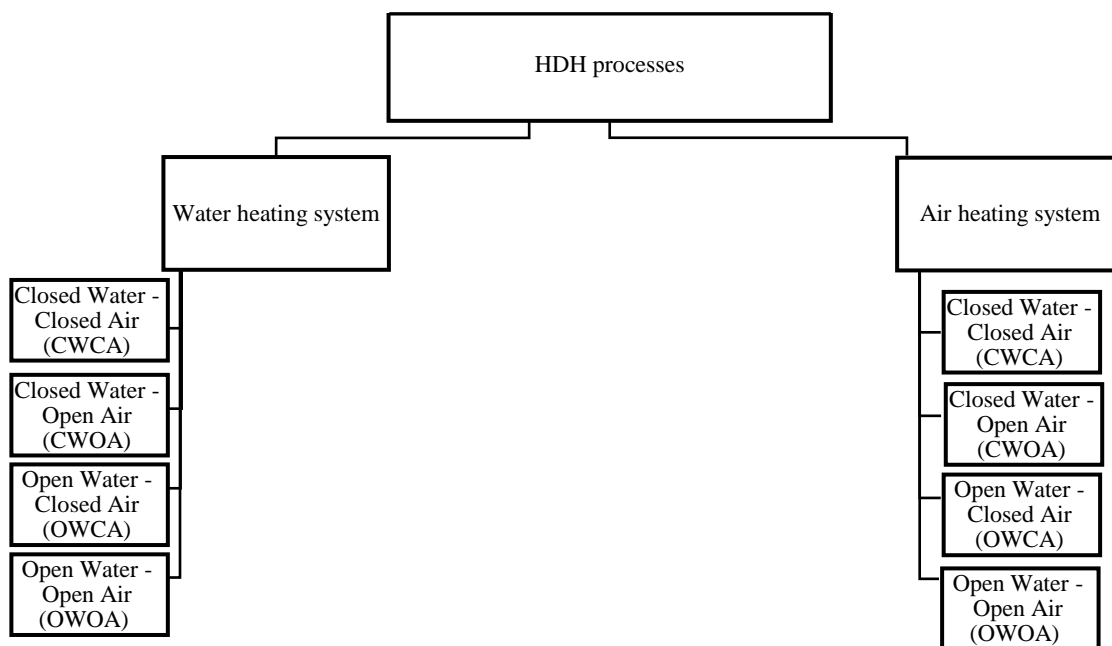 HDH processes
Water heating system
Closed Water -
Closed Air
(CWCA)
Closed Water -
Open Air
(CWOA)
Open Water -
Closed Air
(OWCA)
Open Water -
Open Air
(OWOA)
Air heating system
Closed Water -
Closed Air
(CWCA)
Closed Water -
Open Air
(CWOA)
Open Water -
Closed Air
(OWCA)
Open Water -
Open Air
(OWOA)